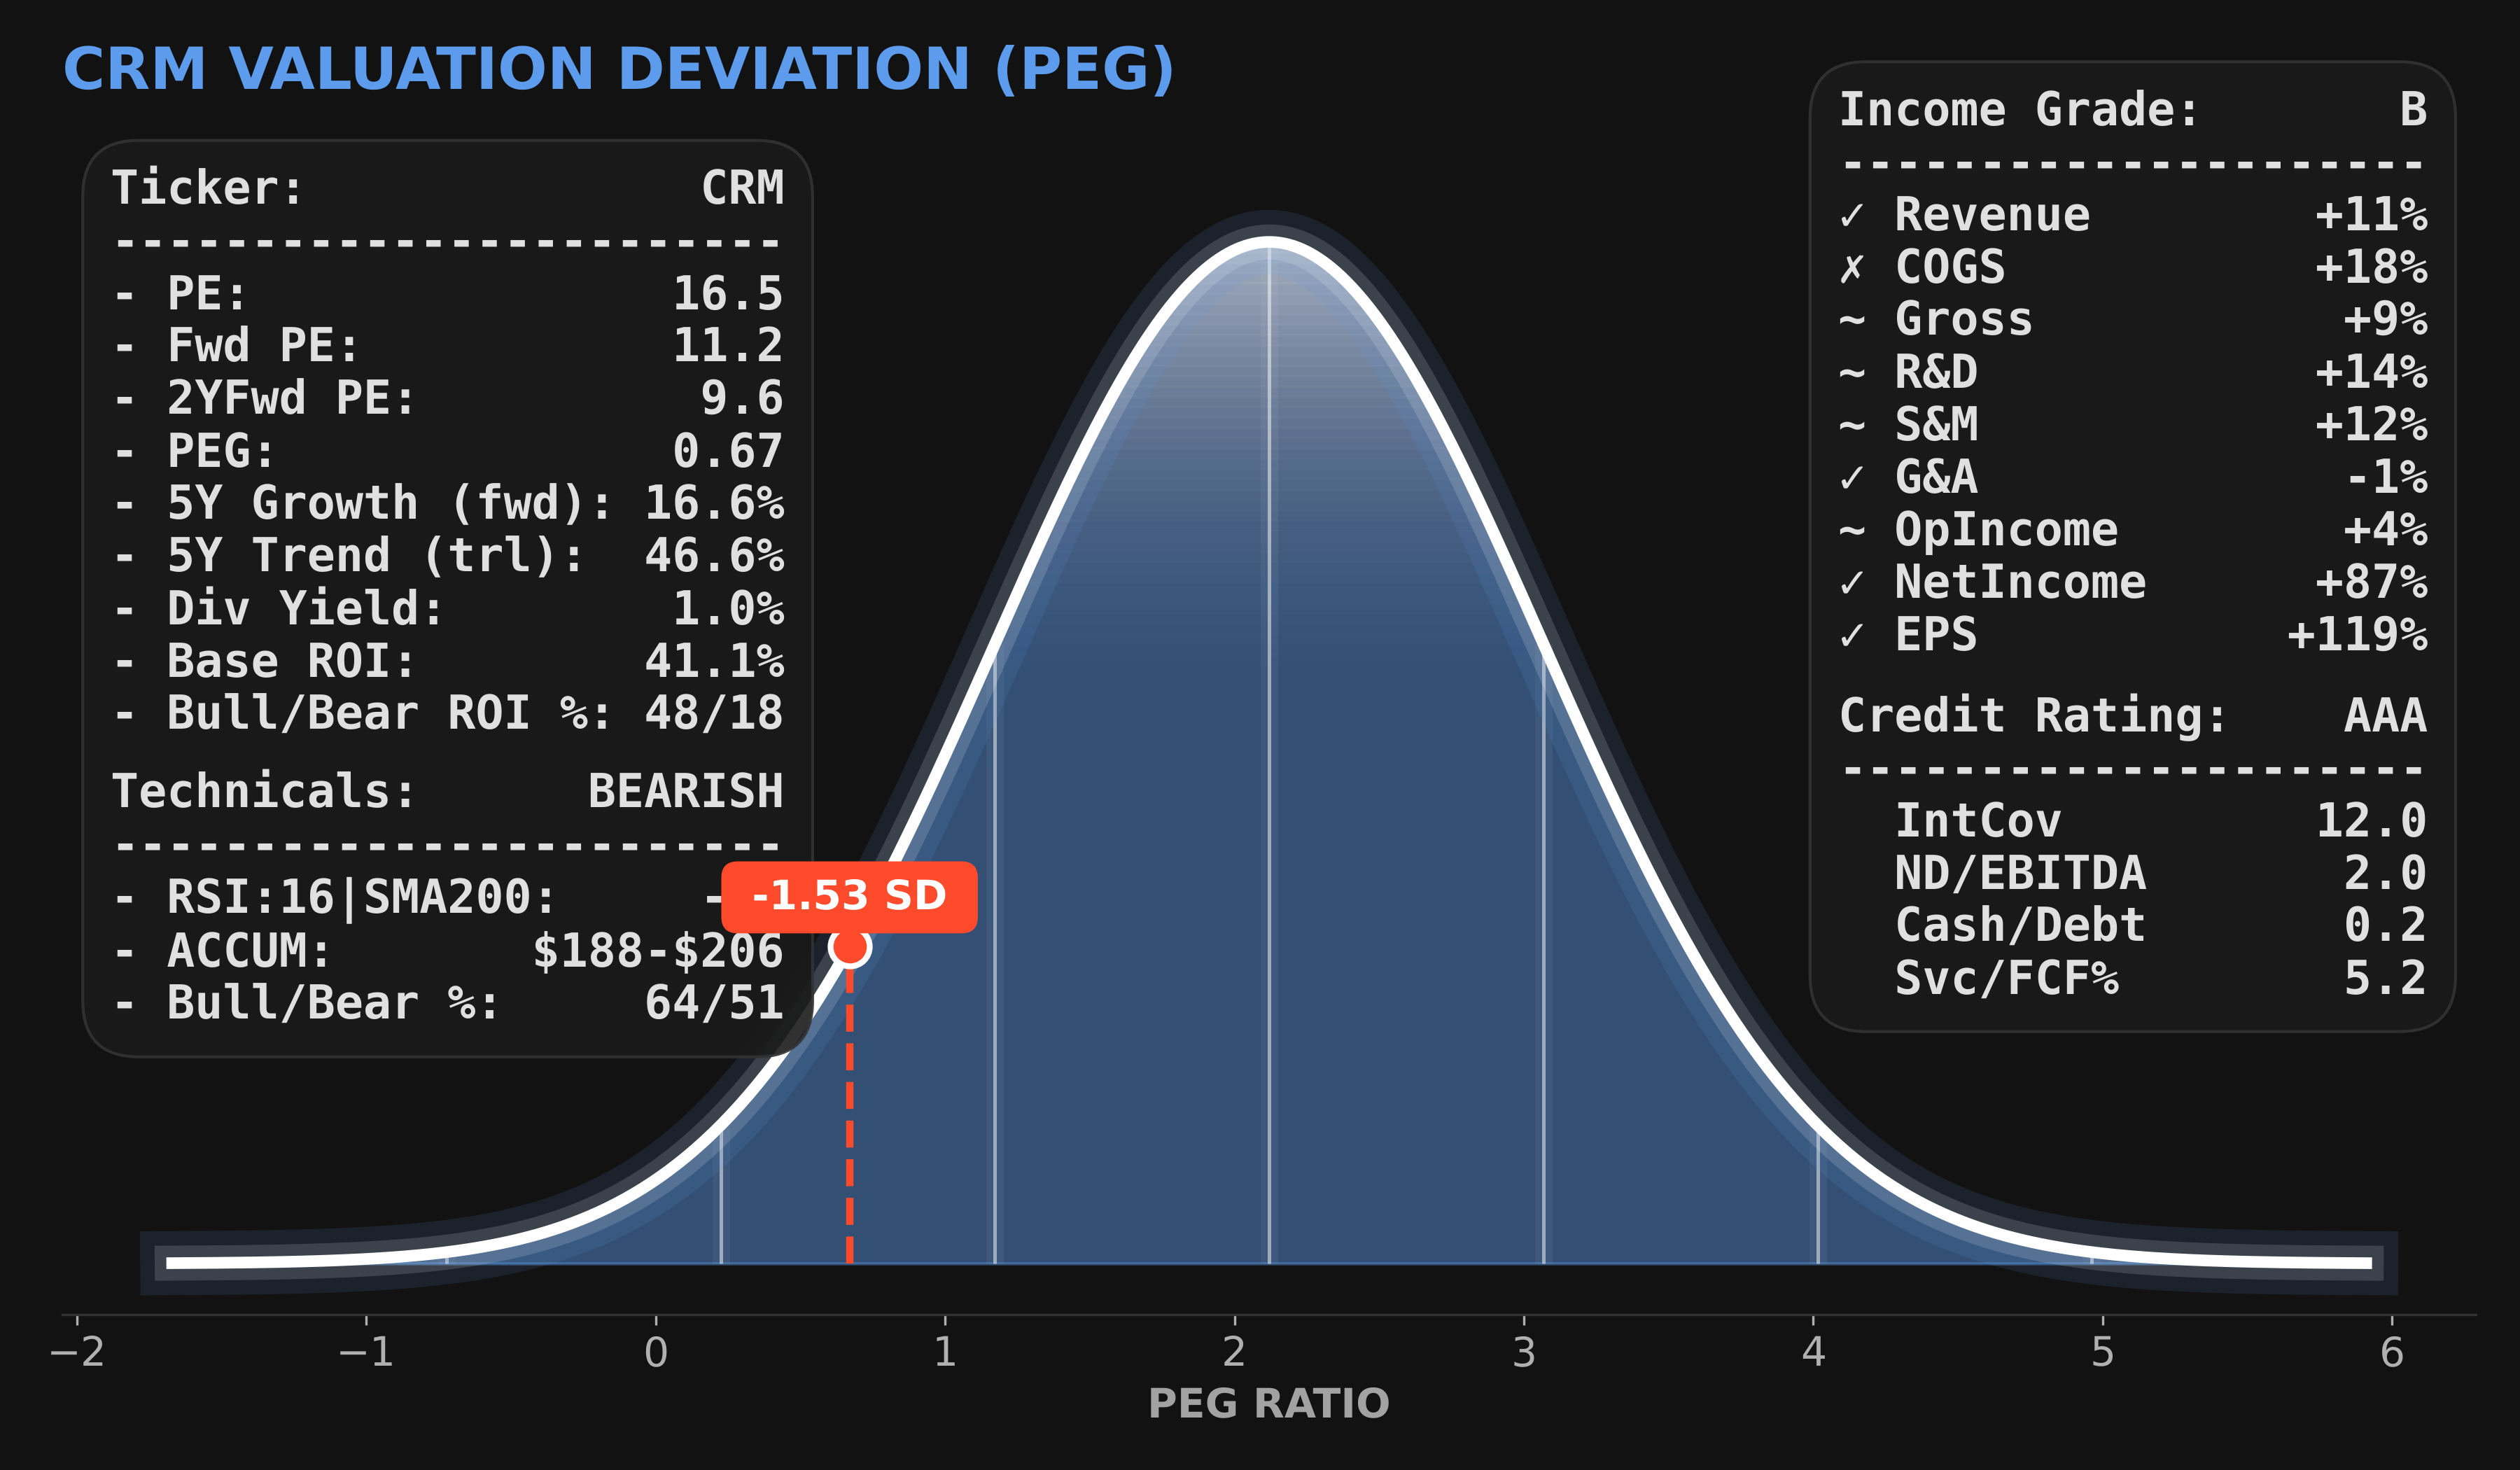 CRM VALUATION DEVIATION (PEG)
Ticker: CRM
-------------------------
- PE: 16.5
- Fwd PE: 11.2
- 2YFwd PE: 9.6
- PEG: 0.67
- 5Y Growth (fwd): 16.6%
- 5Y Trend (trl): 46.6%
- Div Yield: 1.0%
- Base ROI: 41.1%
- Bull/Bear ROI %: 48/18
Technicals: BEARISH
-------------------------
- RSI:16|SMA200: -
- ACCUM: $188-$206
- Bull/Bear %: 64/51
-1.53 SD
Income Grade: B
---------------------
✓ Revenue +11%
✗ COGS +18%
~ Gross +9%
~ R&D +14%
~ S&M +12%
✓ G&A -1%
~ OpIncome +4%
✓ NetIncome +87%
✓ EPS +119%
Credit Rating: AAA
---------------------
IntCov 12.0
ND/EBITDA 2.0
Cash/Debt 0.2
Svc/FCF% 5.2
−2 −1 0 1 2 3 4 5 6
PEG RATIO